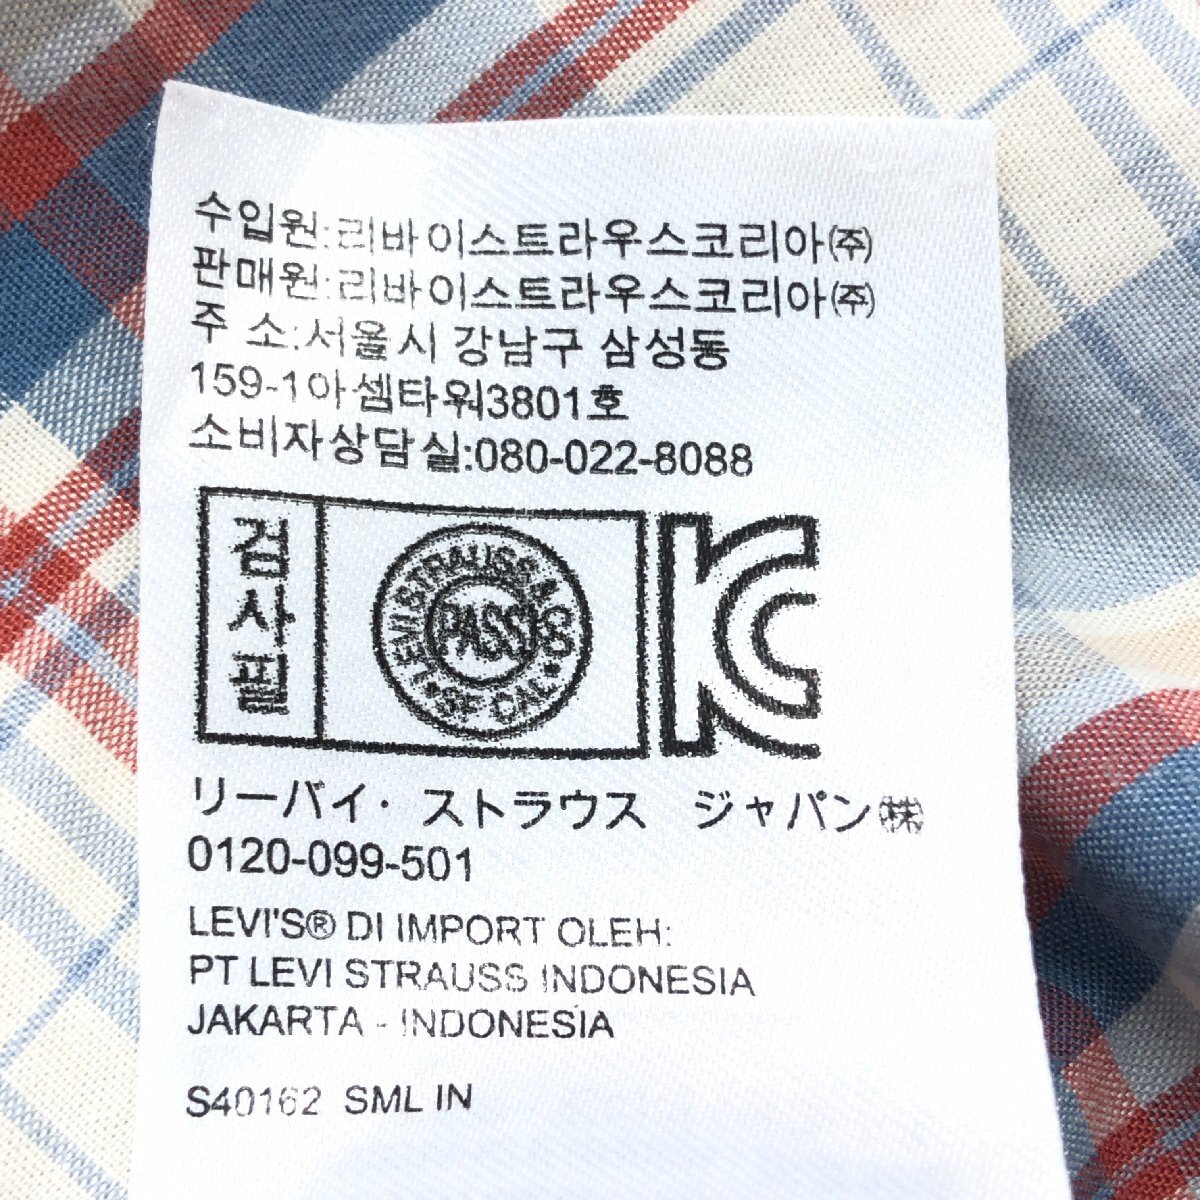 수입원:리바이스트라우스코리아㈜
판매원:리바이스트라우스코리아㈜
주 소:서울시 강남구 삼성동
159-1아셈타워3801호
소비자상담실:080-022-8088
검사필
LEVI STRAUSS & CO
PASS
SF CAL
KC
リーバイ・ストラウス ジャパン㈱
0120-099-501
LEVI'S® DI IMPORT OLEH:
PT LEVI STRAUSS INDONESIA
JAKARTA - INDONESIA
S40162 SML IN